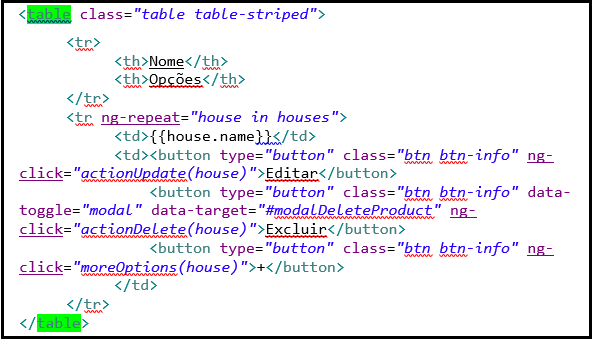 <table class="table table-striped">
<tr>
<th>Nome</th>
<th>Opções</th>
</tr>
<tr ng-repeat="house in houses">
<td>{{house.name}}</td>
<td><button type="button" class="btn btn-info" ng-
click="actionUpdate(house)">Editar</button>
<button type="button" class="btn btn-info" data-
toggle="modal" data-target="#modalDeleteProduct" ng-
click="actionDelete(house)">Excluir</button>
<button type="button" class="btn btn-info" ng-
click="moreOptions(house)">+</button>
</td>
</tr>
</table>